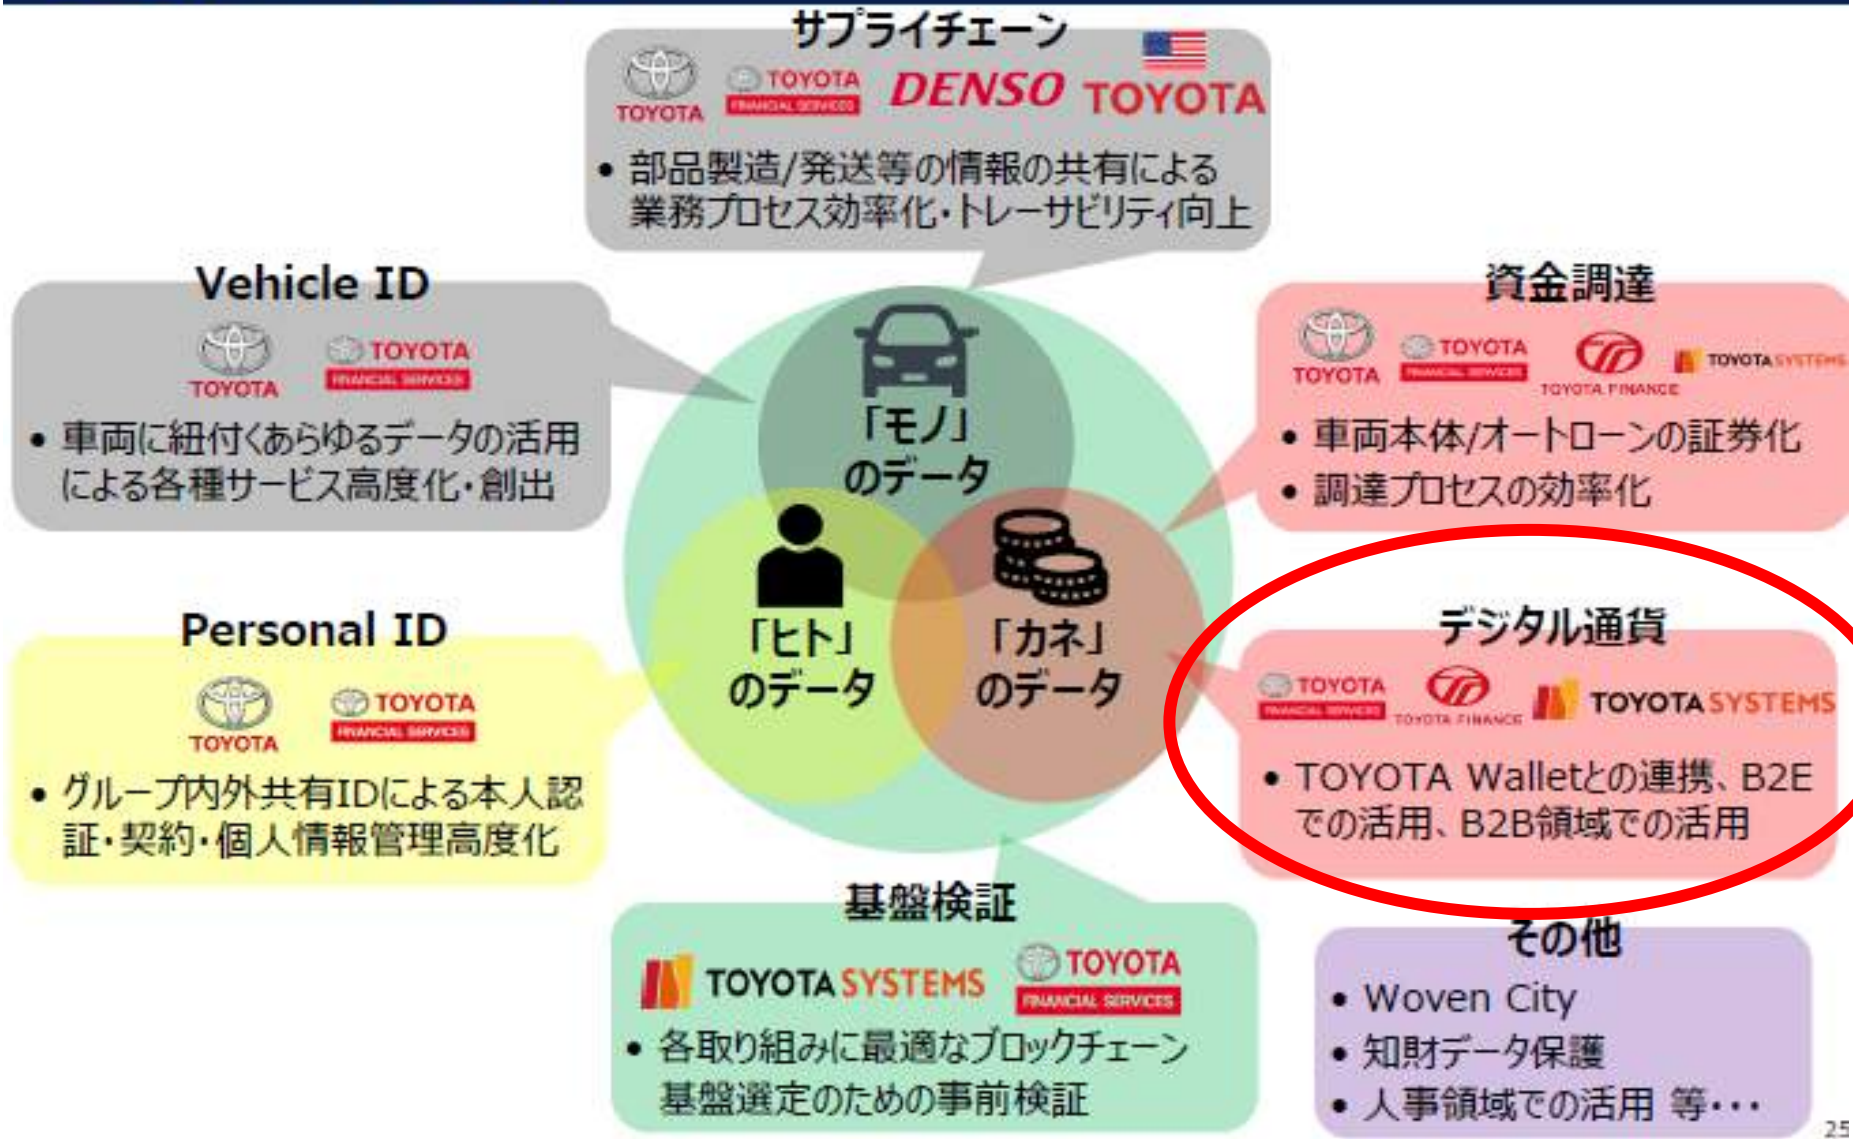 サプライチェーン
TOYOTA
TOYOTA
FINANCIAL SERVICES
DENSO
TOYOTA
• 部品製造/発送等の情報の共有による
業務プロセス効率化・トレーサビリティ向上
Vehicle ID
TOYOTA
TOYOTA
FINANCIAL SERVICES
• 車両に紐付くあらゆるデータの活用
による各種サービス高度化・創出
資金調達
TOYOTA
TOYOTA
FINANCIAL SERVICES
TOYOTA FINANCE
TOYOTA SYSTEMS
• 車両本体/オートローンの証券化
• 調達プロセスの効率化
「モノ」
のデータ
「ヒト」
のデータ
「カネ」
のデータ
Personal ID
TOYOTA
TOYOTA
FINANCIAL SERVICES
• グループ内外共有IDによる本人認
証・契約・個人情報管理高度化
デジタル通貨
TOYOTA
FINANCIAL SERVICES
TOYOTA FINANCE
TOYOTA SYSTEMS
• TOYOTA Walletとの連携、B2E
での活用、B2B領域での活用
基盤検証
TOYOTA SYSTEMS
TOYOTA
FINANCIAL SERVICES
• 各取り組みに最適なブロックチェーン
基盤選定のための事前検証
その他
• Woven City
• 知財データ保護
• 人事領域での活用 等・・・
25